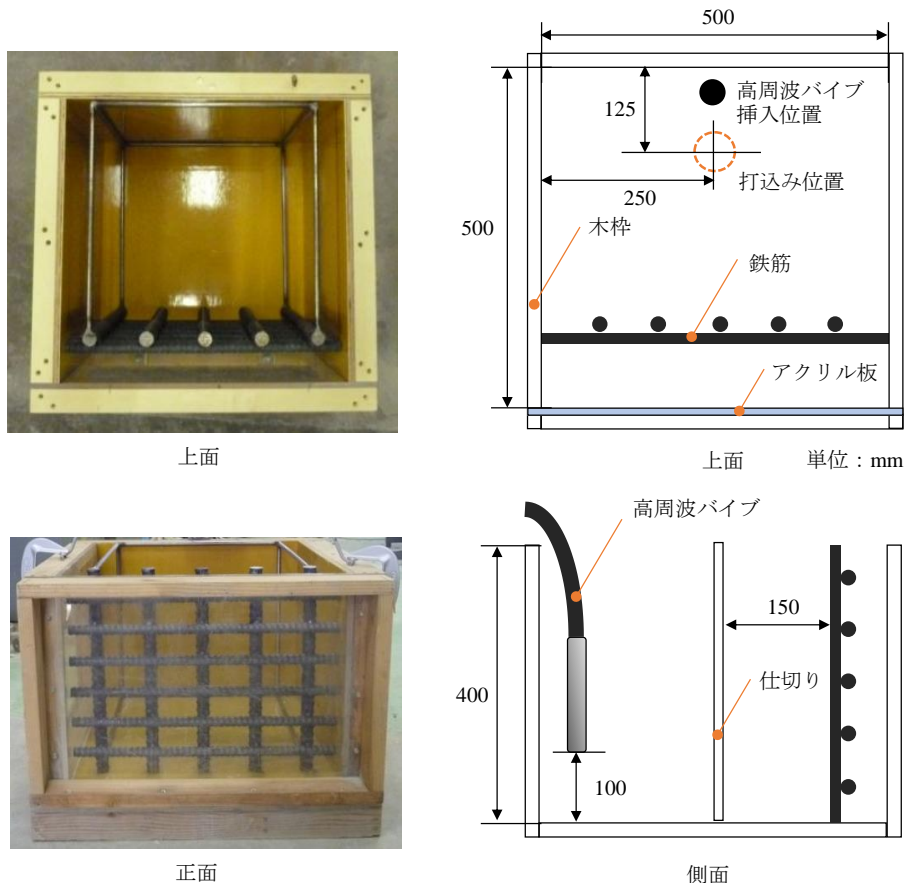 500
高周波バイブ
挿入位置
125
打込み位置
250
500
木枠
鉄筋
アクリル板
上面
上面
単位：mm
高周波バイブ
150
400
仕切り
100
正面
側面